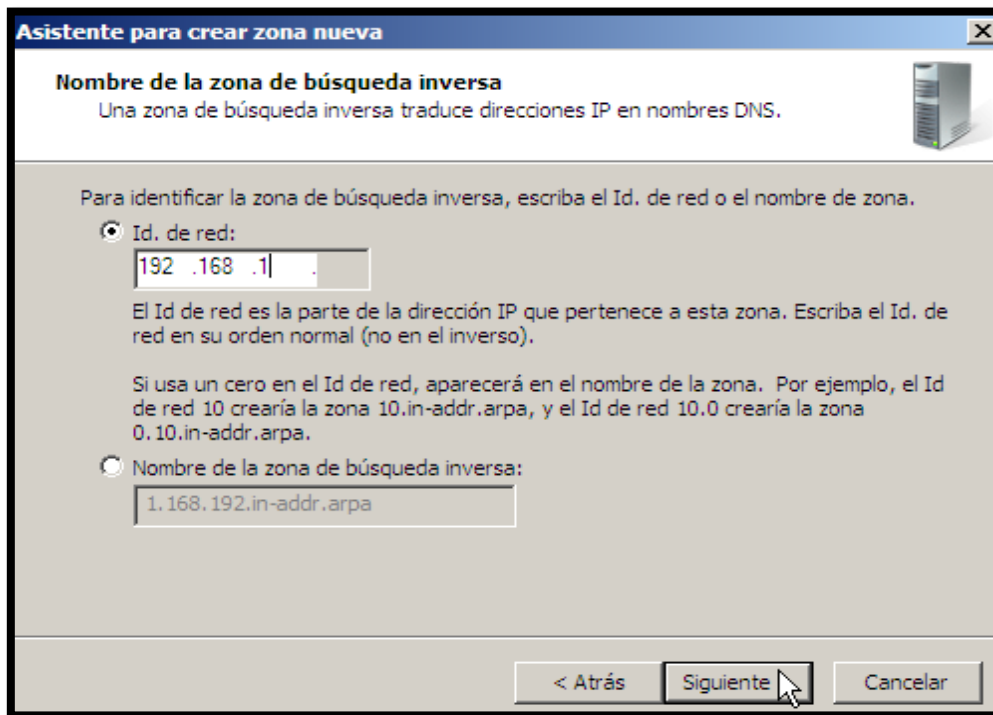 Asistente para crear zona nueva
Nombre de la zona de búsqueda inversa
Una zona de búsqueda inversa traduce direcciones IP en nombres DNS.
Para identificar la zona de búsqueda inversa, escriba el Id. de red o el nombre de zona.
Id. de red:
192 .168 .1 .
El Id de red es la parte de la dirección IP que pertenece a esta zona. Escriba el Id. de
red en su orden normal (no en el inverso).
Si usa un cero en el Id de red, aparecerá en el nombre de la zona. Por ejemplo, el Id
de red 10 crearía la zona 10.in-addr.arpa, y el Id de red 10.0 crearía la zona
0.10.in-addr.arpa.
Nombre de la zona de búsqueda inversa:
1.168.192.in-addr.arpa
< Atrás Siguiente Cancelar